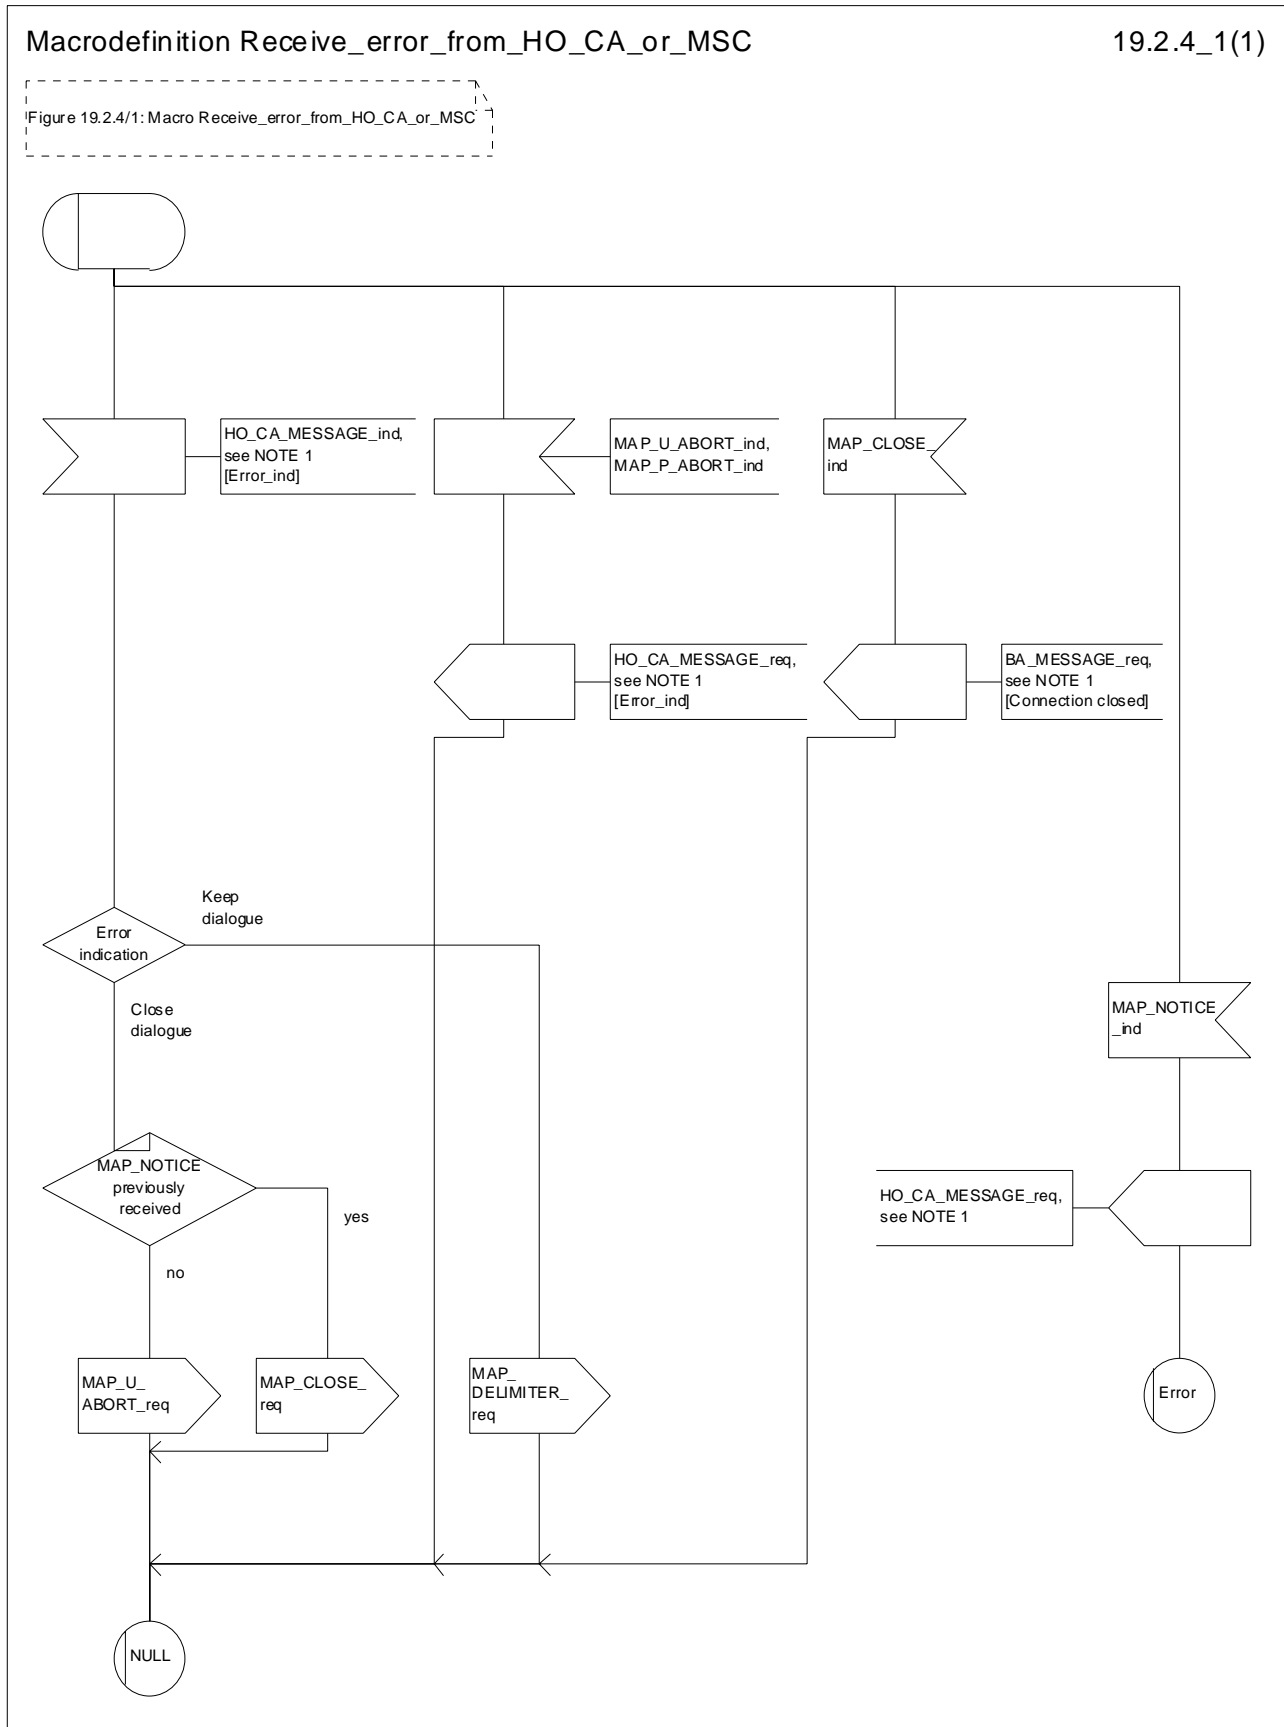 Macrodefinition Receive_error_from_HO_CA_or_MSC
19.2.4_1(1)
Figure 19.2.4/1: Macro Receive_error_from_HO_CA_or_MSC
HO_CA_MESSAGE_ind,
see NOTE 1
[Error_ind]
MAP_U_ABORT_ind,
MAP_P_ABORT_ind
MAP_CLOSE_
ind
HO_CA_MESSAGE_req,
see NOTE 1
[Error_ind]
BA_MESSAGE_req,
see NOTE 1
[Connection closed]
Keep
dialogue
Error
indication
Close
dialogue
MAP_NOTICE
_ind
MAP_NOTICE
previously
received
yes
no
HO_CA_MESSAGE_req,
see NOTE 1
MAP_U_
ABORT_req
MAP_CLOSE_
req
MAP_
DELIMITER_
req
Error
NULL